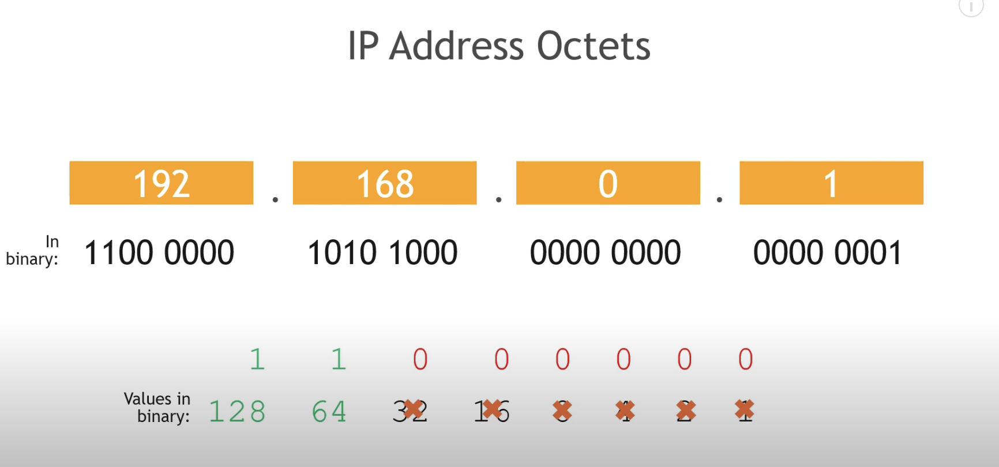 IP Address Octets
192 . 168 . 0 . 1
In binary: 1100 0000 1010 1000 0000 0000 0000 0001
1 1 0 0 0 0 0 0
Values in binary: 128 64 32 16 8 4 2 1